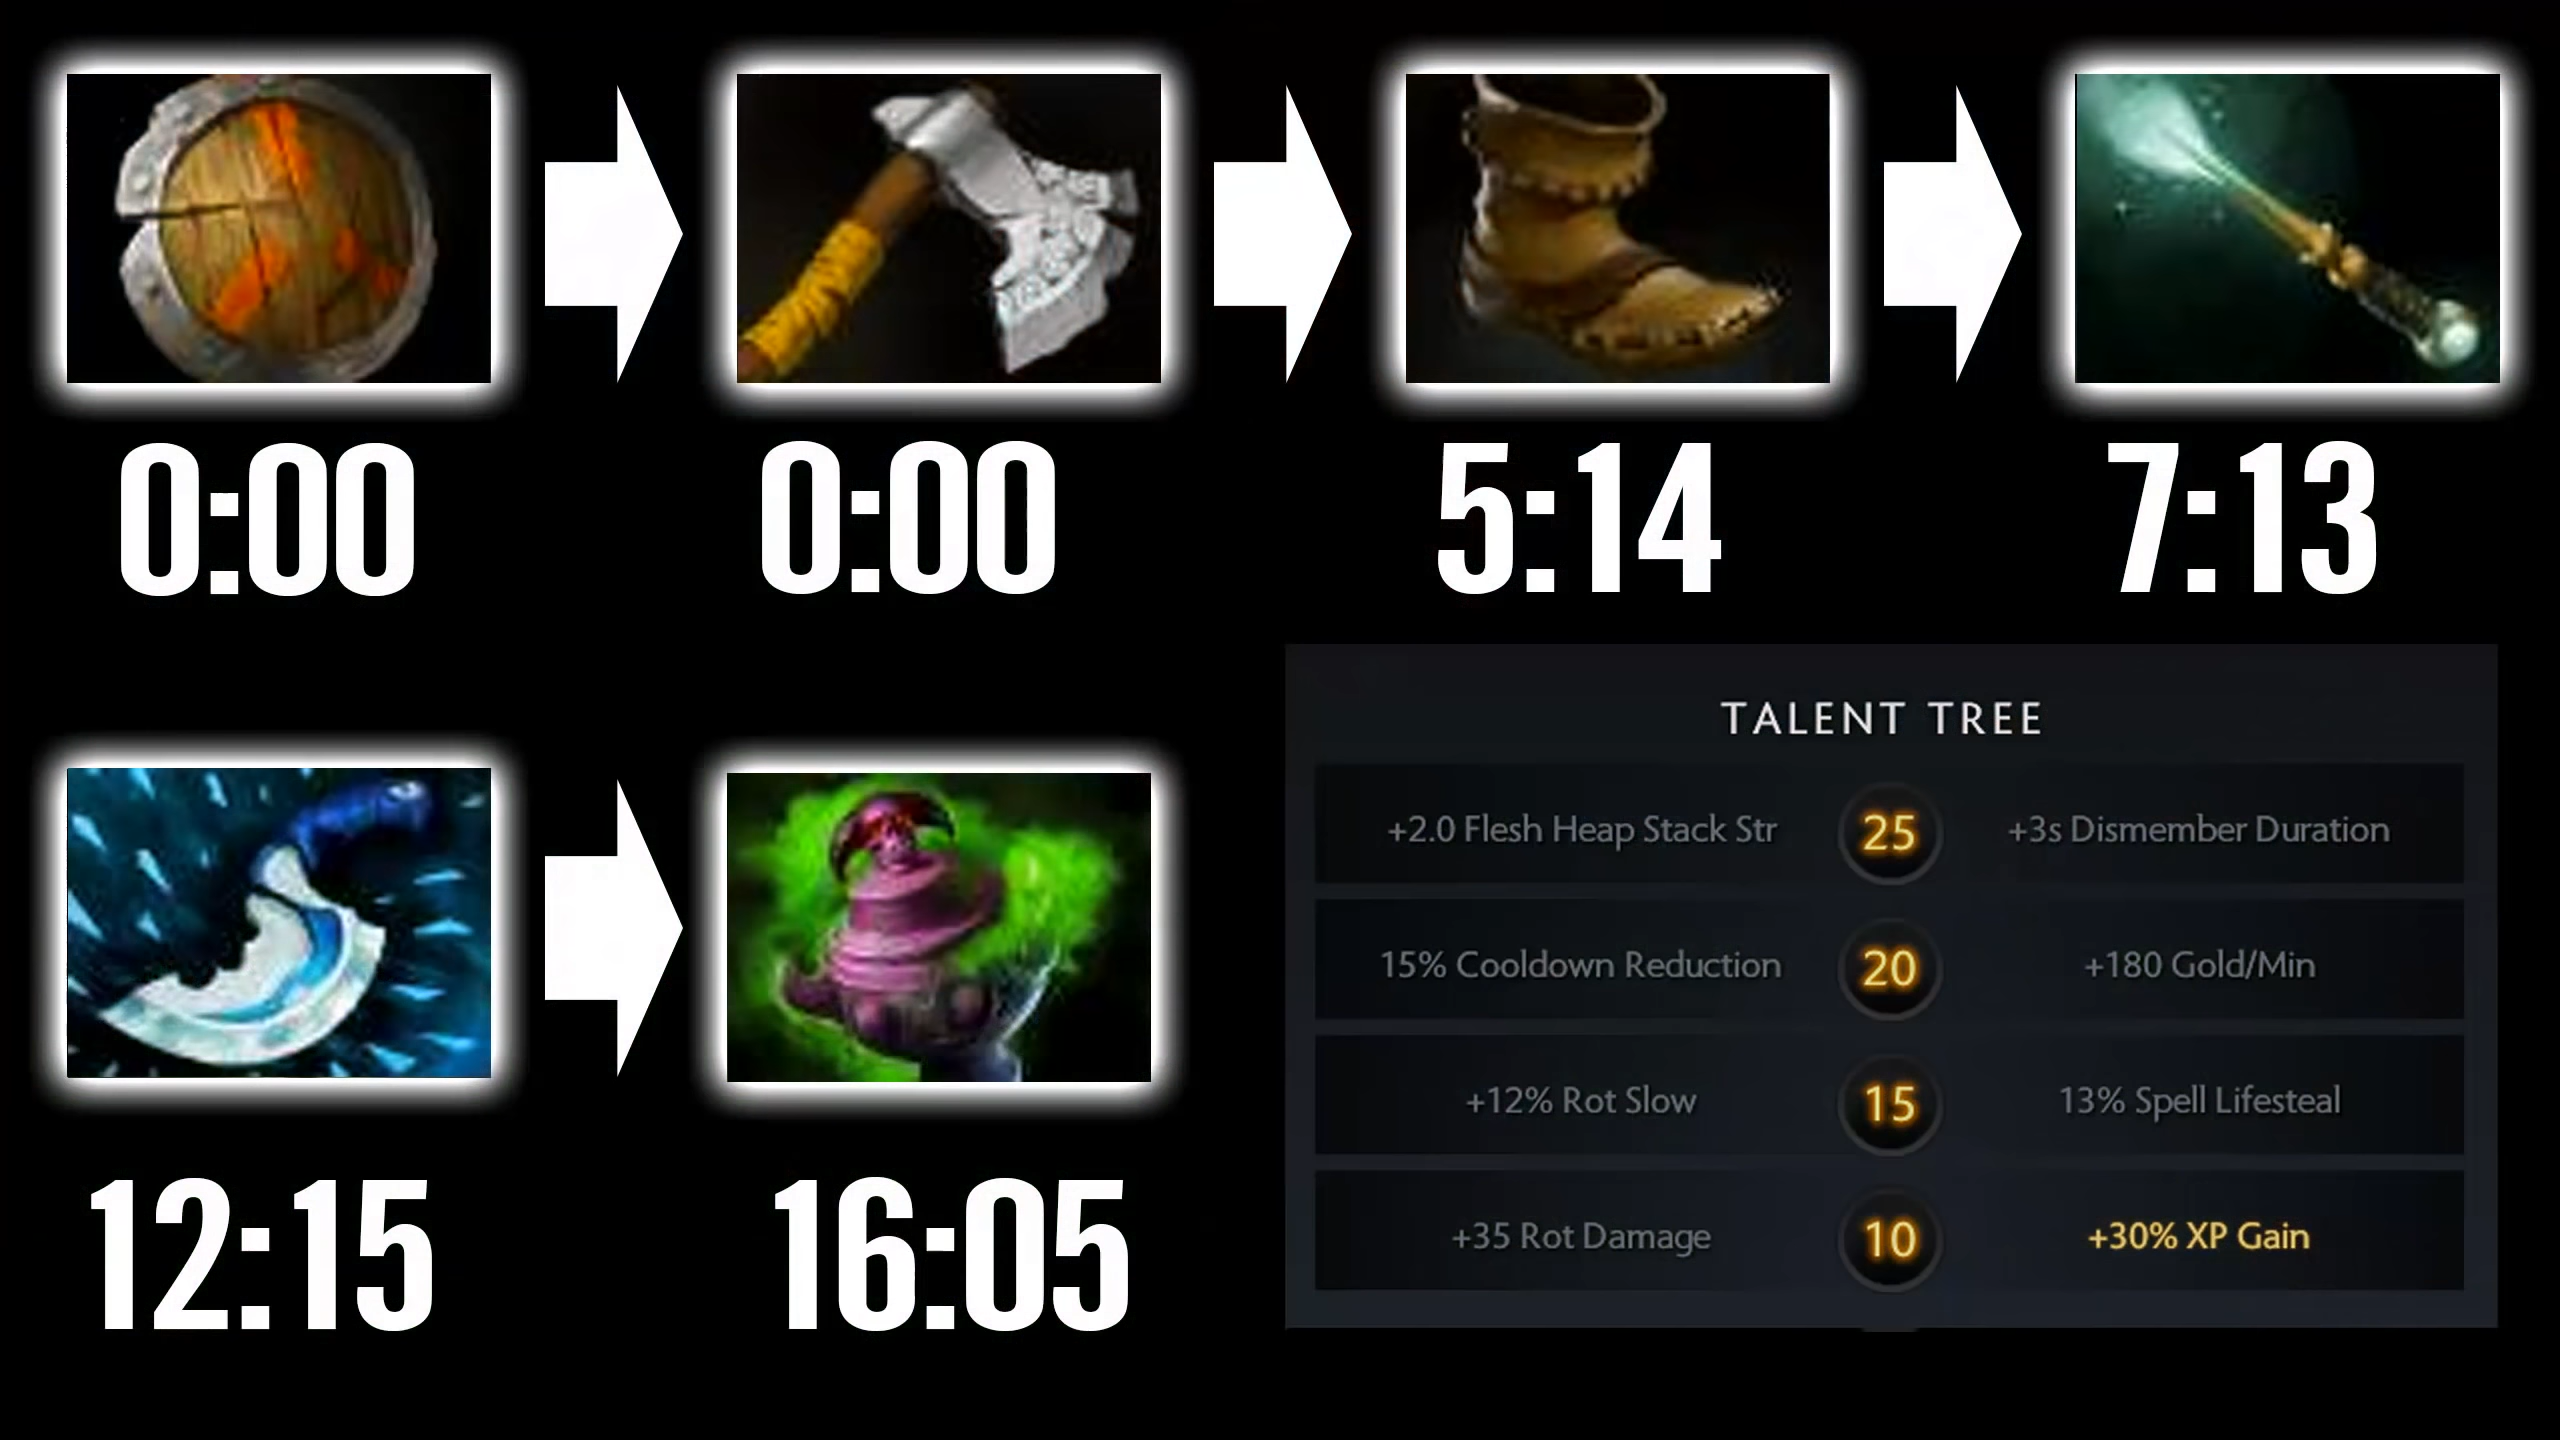 0:00
0:00
5:14
7:13
12:15
16:05
TALENT TREE
+2.0 Flesh Heap Stack Str 25 +3s Dismember Duration
15% Cooldown Reduction 20 +180 Gold/Min
+12% Rot Slow 15 13% Spell Lifesteal
+35 Rot Damage 10 +30% XP Gain